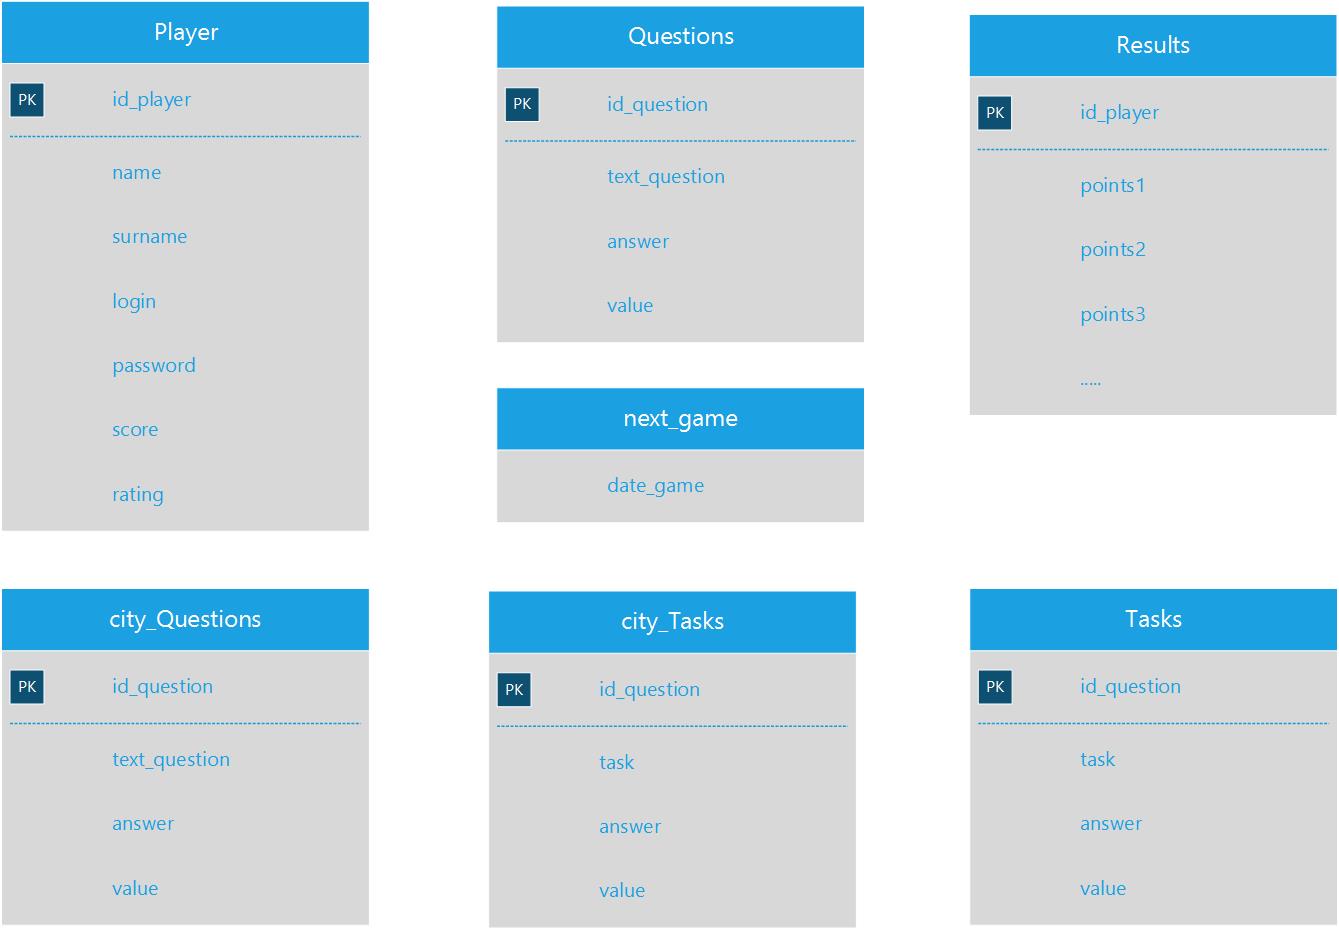 Player
PK id_player
name
surname
login
password
score
rating
Questions
PK id_question
text_question
answer
value
Results
PK id_player
points1
points2
points3
.....
next_game
date_game
city_Questions
PK id_question
text_question
answer
value
city_Tasks
PK id_question
task
answer
value
Tasks
PK id_question
task
answer
value